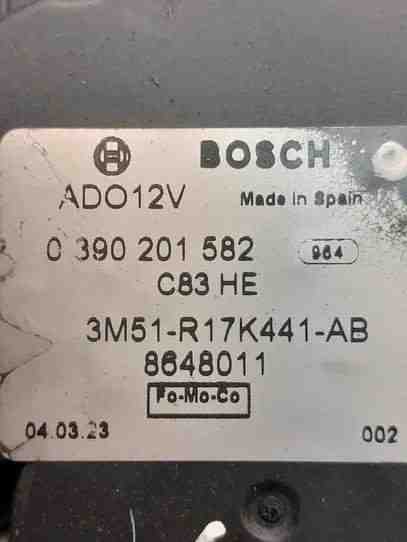 BOSCH
ADO12V Made in Spain
0 390 201 582 964
C83 HE
3M51-R17K441-AB
8648011
Fo-Mo-Co
04.03.23 002